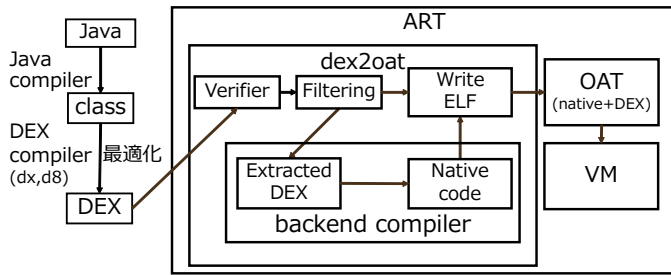 Java
Java
compiler
class
DEX
compiler
(dx,d8)
最適化
DEX
ART
dex2oat
Verifier
Filtering
Write
ELF
Extracted
DEX
Native
code
backend compiler
OAT
(native+DEX)
VM